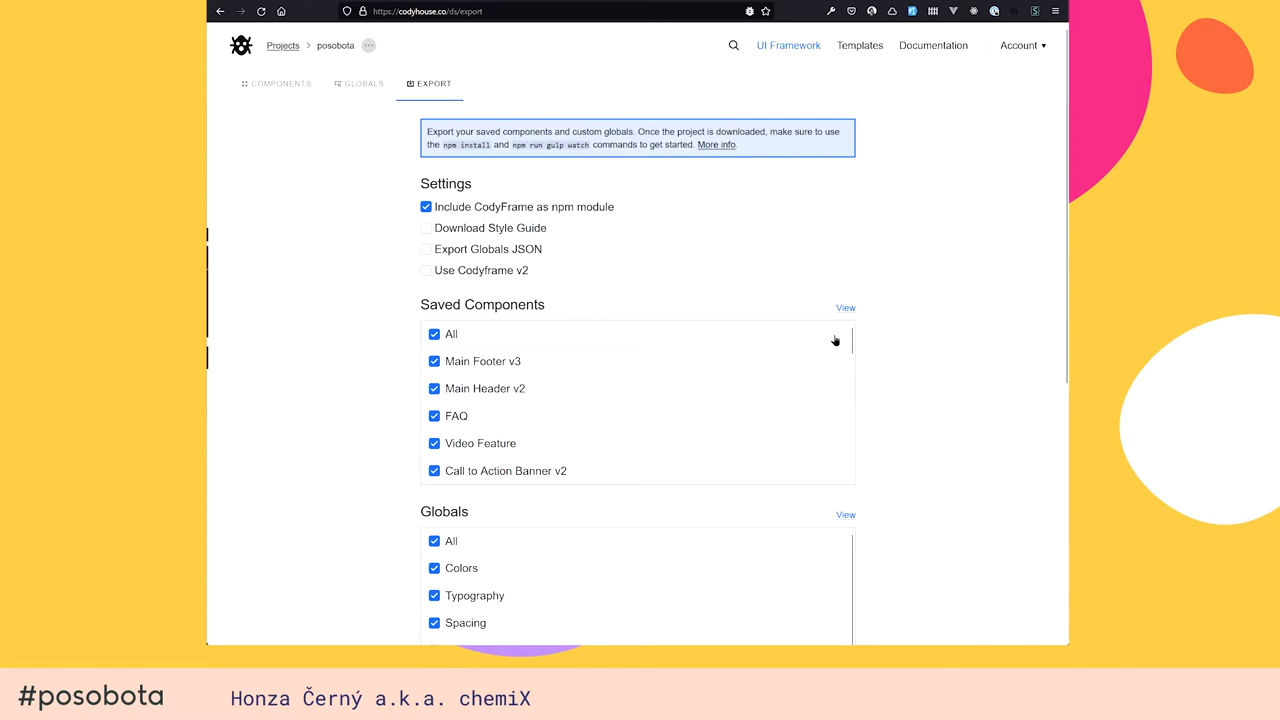 https://codyhouse.co/ds/export
Projects > posobota ...
UI Framework Templates Documentation Account ▾
COMPONENTS GLOBALS EXPORT
Export your saved components and custom globals. Once the project is downloaded, make sure to use
the npm install and npm run gulp watch commands to get started. More info.
Settings
Include CodyFrame as npm module
Download Style Guide
Export Globals JSON
Use Codyframe v2
Saved Components View
All
Main Footer v3
Main Header v2
FAQ
Video Feature
Call to Action Banner v2
Globals View
All
Colors
Typography
Spacing
#posobota Honza Černý a.k.a. chemiX